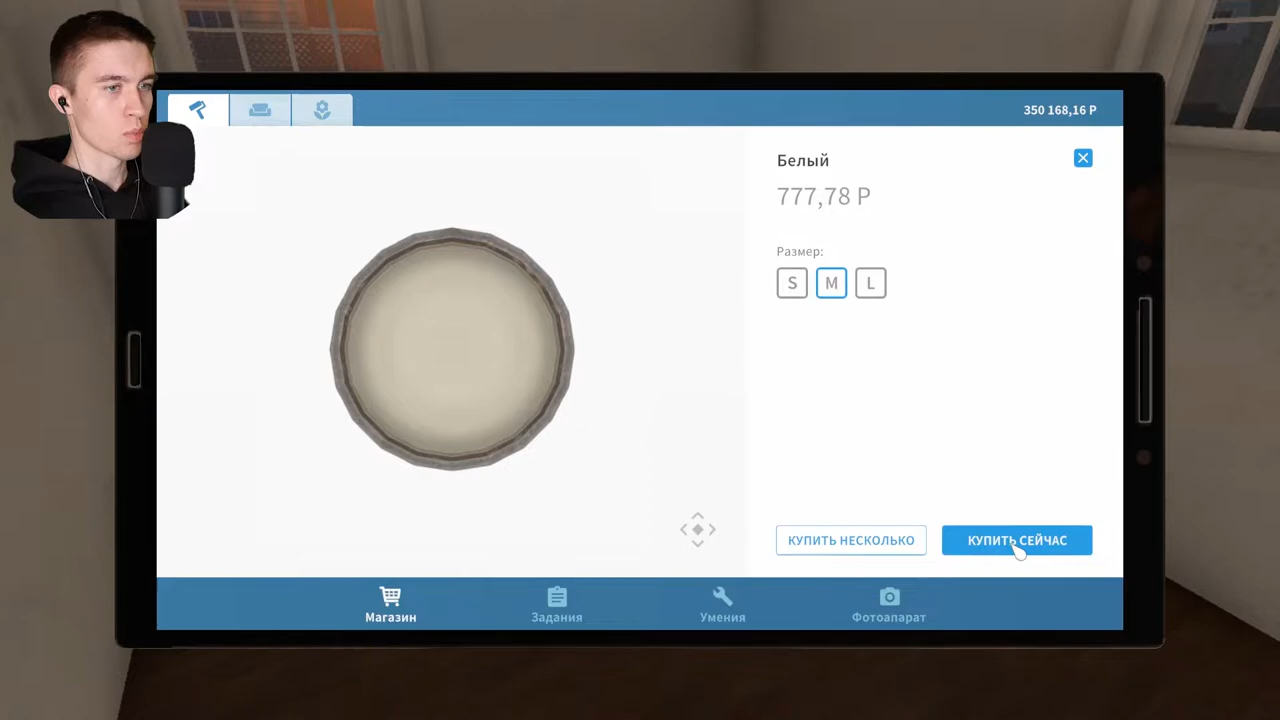 350 168,16 Р
Белый
777,78 Р
Размер:
S M L
КУПИТЬ НЕСКОЛЬКО
КУПИТЬ СЕЙЧАС
Магазин
Задания
Умения
Фотоапарат